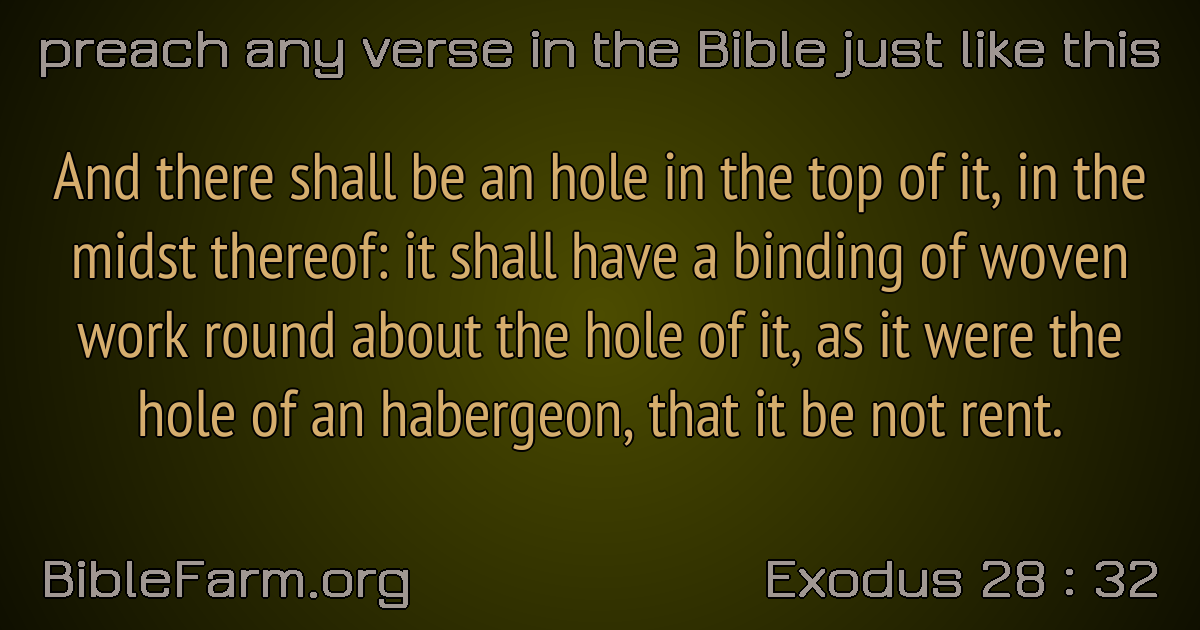 preach any verse in the Bible just like this
And there shall be an hole in the top of it, in the
midst thereof: it shall have a binding of woven
work round about the hole of it, as it were the
hole of an habergeon, that it be not rent.
BibleFarm.org
Exodus 28 : 32